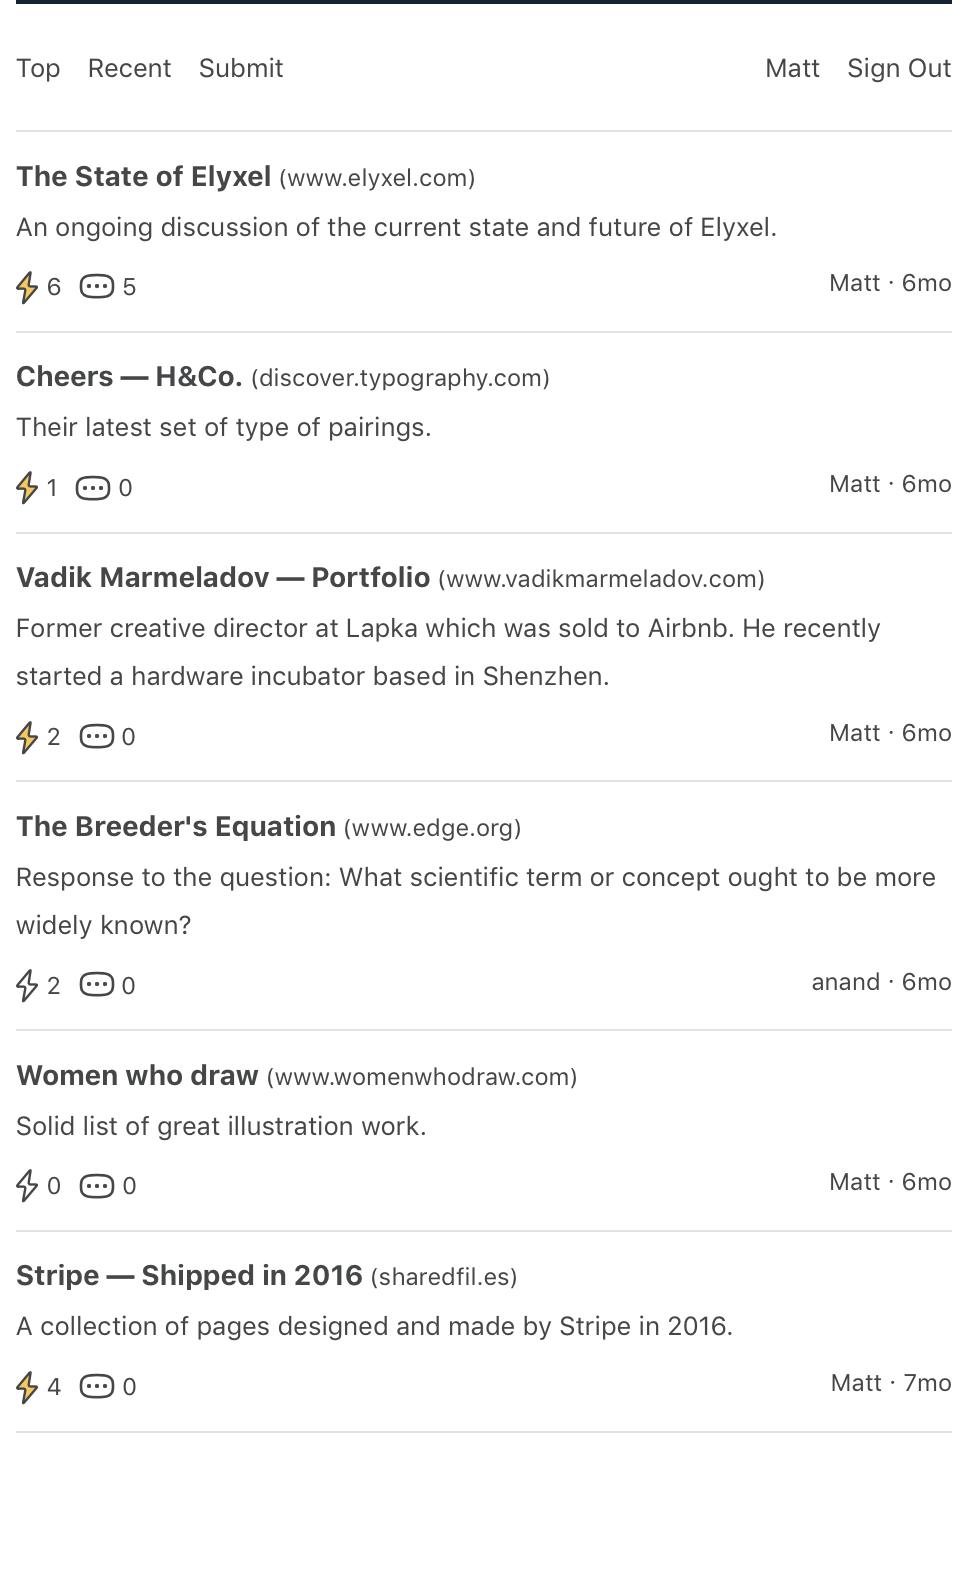 Top Recent Submit Matt Sign Out
The State of Elyxel (www.elyxel.com)
An ongoing discussion of the current state and future of Elyxel.
6 5 Matt · 6mo
Cheers — H&Co. (discover.typography.com)
Their latest set of type of pairings.
1 0 Matt · 6mo
Vadik Marmeladov — Portfolio (www.vadikmarmeladov.com)
Former creative director at Lapka which was sold to Airbnb. He recently
started a hardware incubator based in Shenzhen.
2 0 Matt · 6mo
The Breeder's Equation (www.edge.org)
Response to the question: What scientific term or concept ought to be more
widely known?
2 0 anand · 6mo
Women who draw (www.womenwhodraw.com)
Solid list of great illustration work.
0 0 Matt · 6mo
Stripe — Shipped in 2016 (sharedfil.es)
A collection of pages designed and made by Stripe in 2016.
4 0 Matt · 7mo